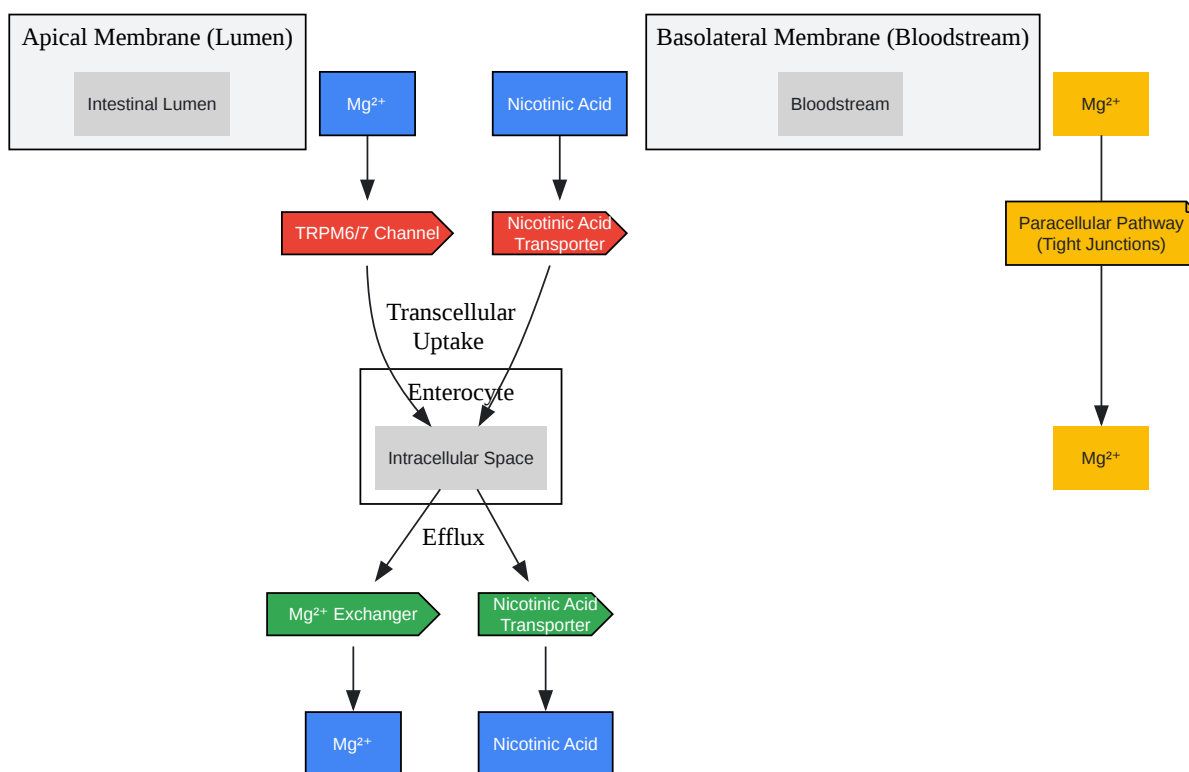 Apical Membrane (Lumen)
Basolateral Membrane (Bloodstream)
Intestinal Lumen
Mg²⁺
Nicotinic Acid
Bloodstream
Mg²⁺
TRPM6/7 Channel
Nicotinic Acid
Transporter
Paracellular Pathway
(Tight Junctions)
Transcellular
Uptake
Enterocyte
Intracellular Space
Mg²⁺
Efflux
Mg²⁺ Exchanger
Nicotinic Acid
Transporter
Mg²⁺
Nicotinic Acid